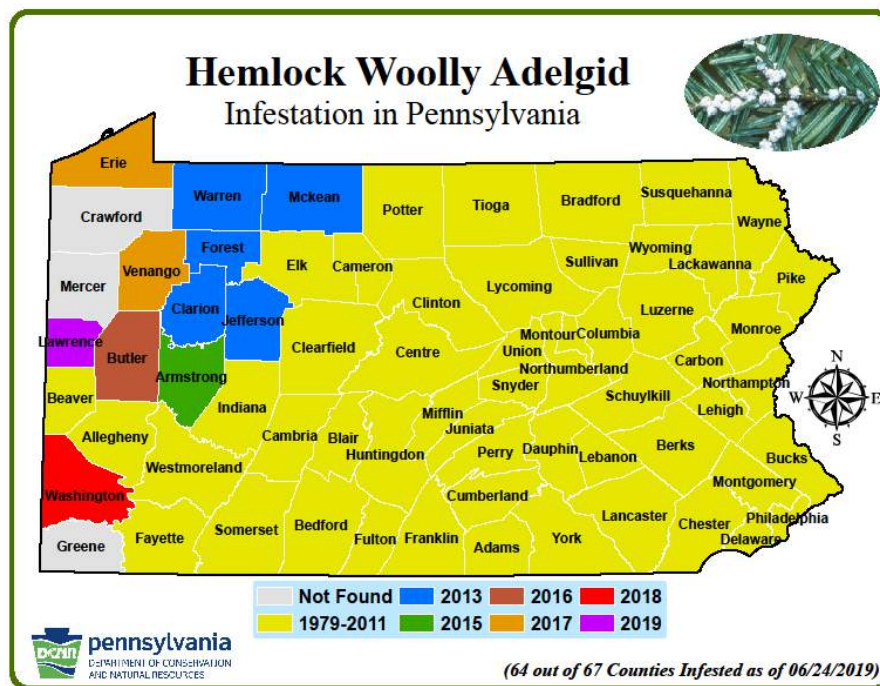 Hemlock Woolly Adelgid
Infestation in Pennsylvania
Erie
Warren
Mckean
Crawford
Potter
Tioga
Bradford
Susquehanna
Wayne
Forest
Wyoming
Venango
Elk
Cameron
Sullivan
Lackawanna
Pike
Mercer
Clarion
Lycoming
Clinton
Luzerne
Jefferson
Monroe
Lawrence
Montour
Columbia
Butler
Clearfield
Centre
Union
Carbon
Armstrong
Northumberland
Northampton
Snyder
Beaver
Indiana
Schuylkill
Lehigh
Mifflin
Allegheny
Cambria
Blair
Juniata
Westmoreland
Huntingdon
Perry
Dauphin
Lebanon
Berks
Bucks
Montgomery
Washington
Cumberland
Lancaster
Philadelphia
Somerset
Bedford
Chester
Greene
Fayette
Fulton
Franklin
Adams
York
Delaware
N
W
E
S
Not Found
2013
2016
2018
1979-2011
2015
2017
2019
DCNR
pennsylvania
DEPARTMENT OF CONSERVATION
AND NATURAL RESOURCES
(64 out of 67 Counties Infested as of 06/24/2019)